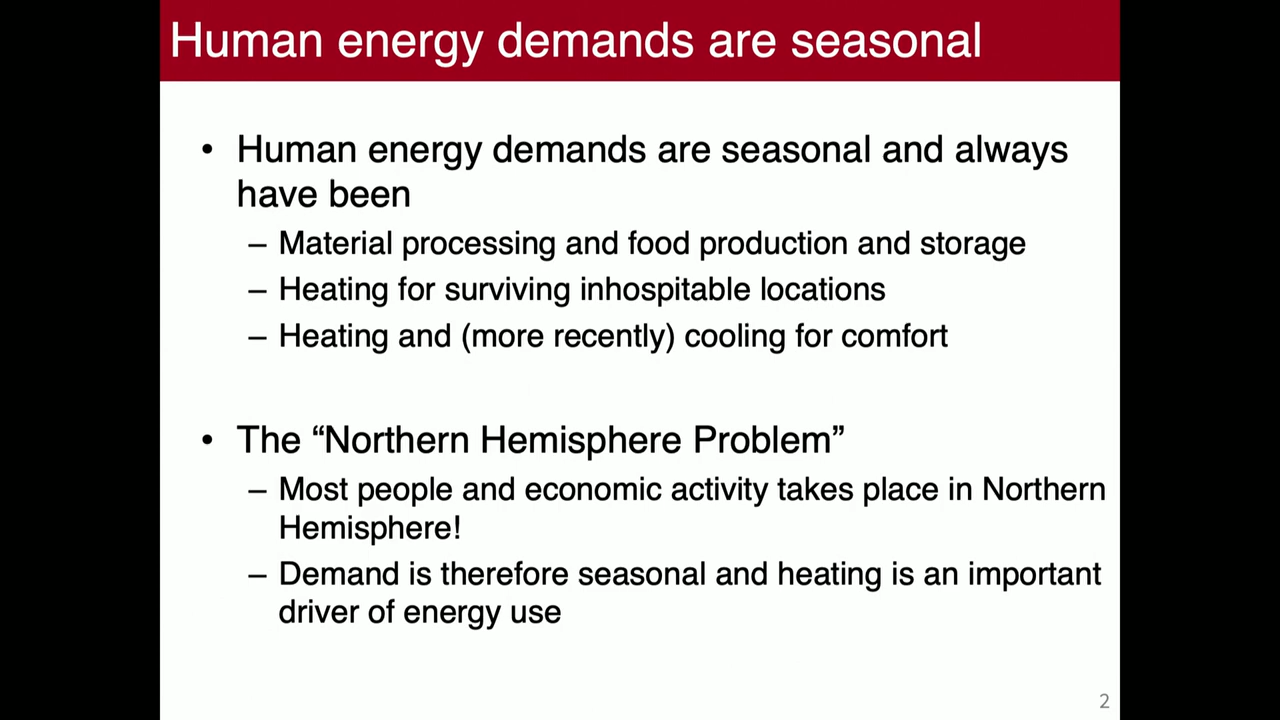 Human energy demands are seasonal
• Human energy demands are seasonal and always
have been
– Material processing and food production and storage
– Heating for surviving inhospitable locations
– Heating and (more recently) cooling for comfort
• The “Northern Hemisphere Problem”
– Most people and economic activity takes place in Northern
Hemisphere!
– Demand is therefore seasonal and heating is an important
driver of energy use
2